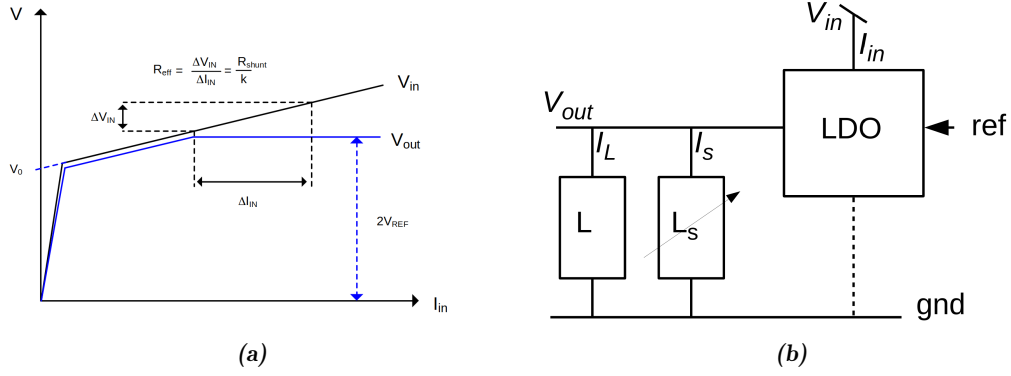 V
R_eff = ΔV_IN / ΔI_IN = R_shunt / k
V_in
ΔV_IN
V_out
V_0
ΔI_IN
2V_REF
I_in
(a)
V_in
I_in
V_out
LDO
ref
I_L
I_s
L
L_s
gnd
(b)